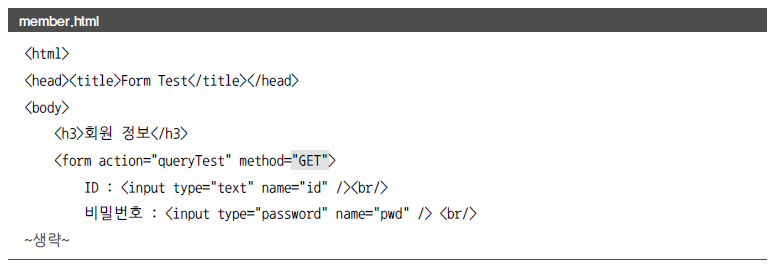 member.html
<html>
<head><title>Form Test</title></head>
<body>
<h3>회원 정보</h3>
<form action="queryTest" method="GET">
ID : <input type="text" name="id" /><br/>
비밀번호 : <input type="password" name="pwd" /> <br/>
~생략~